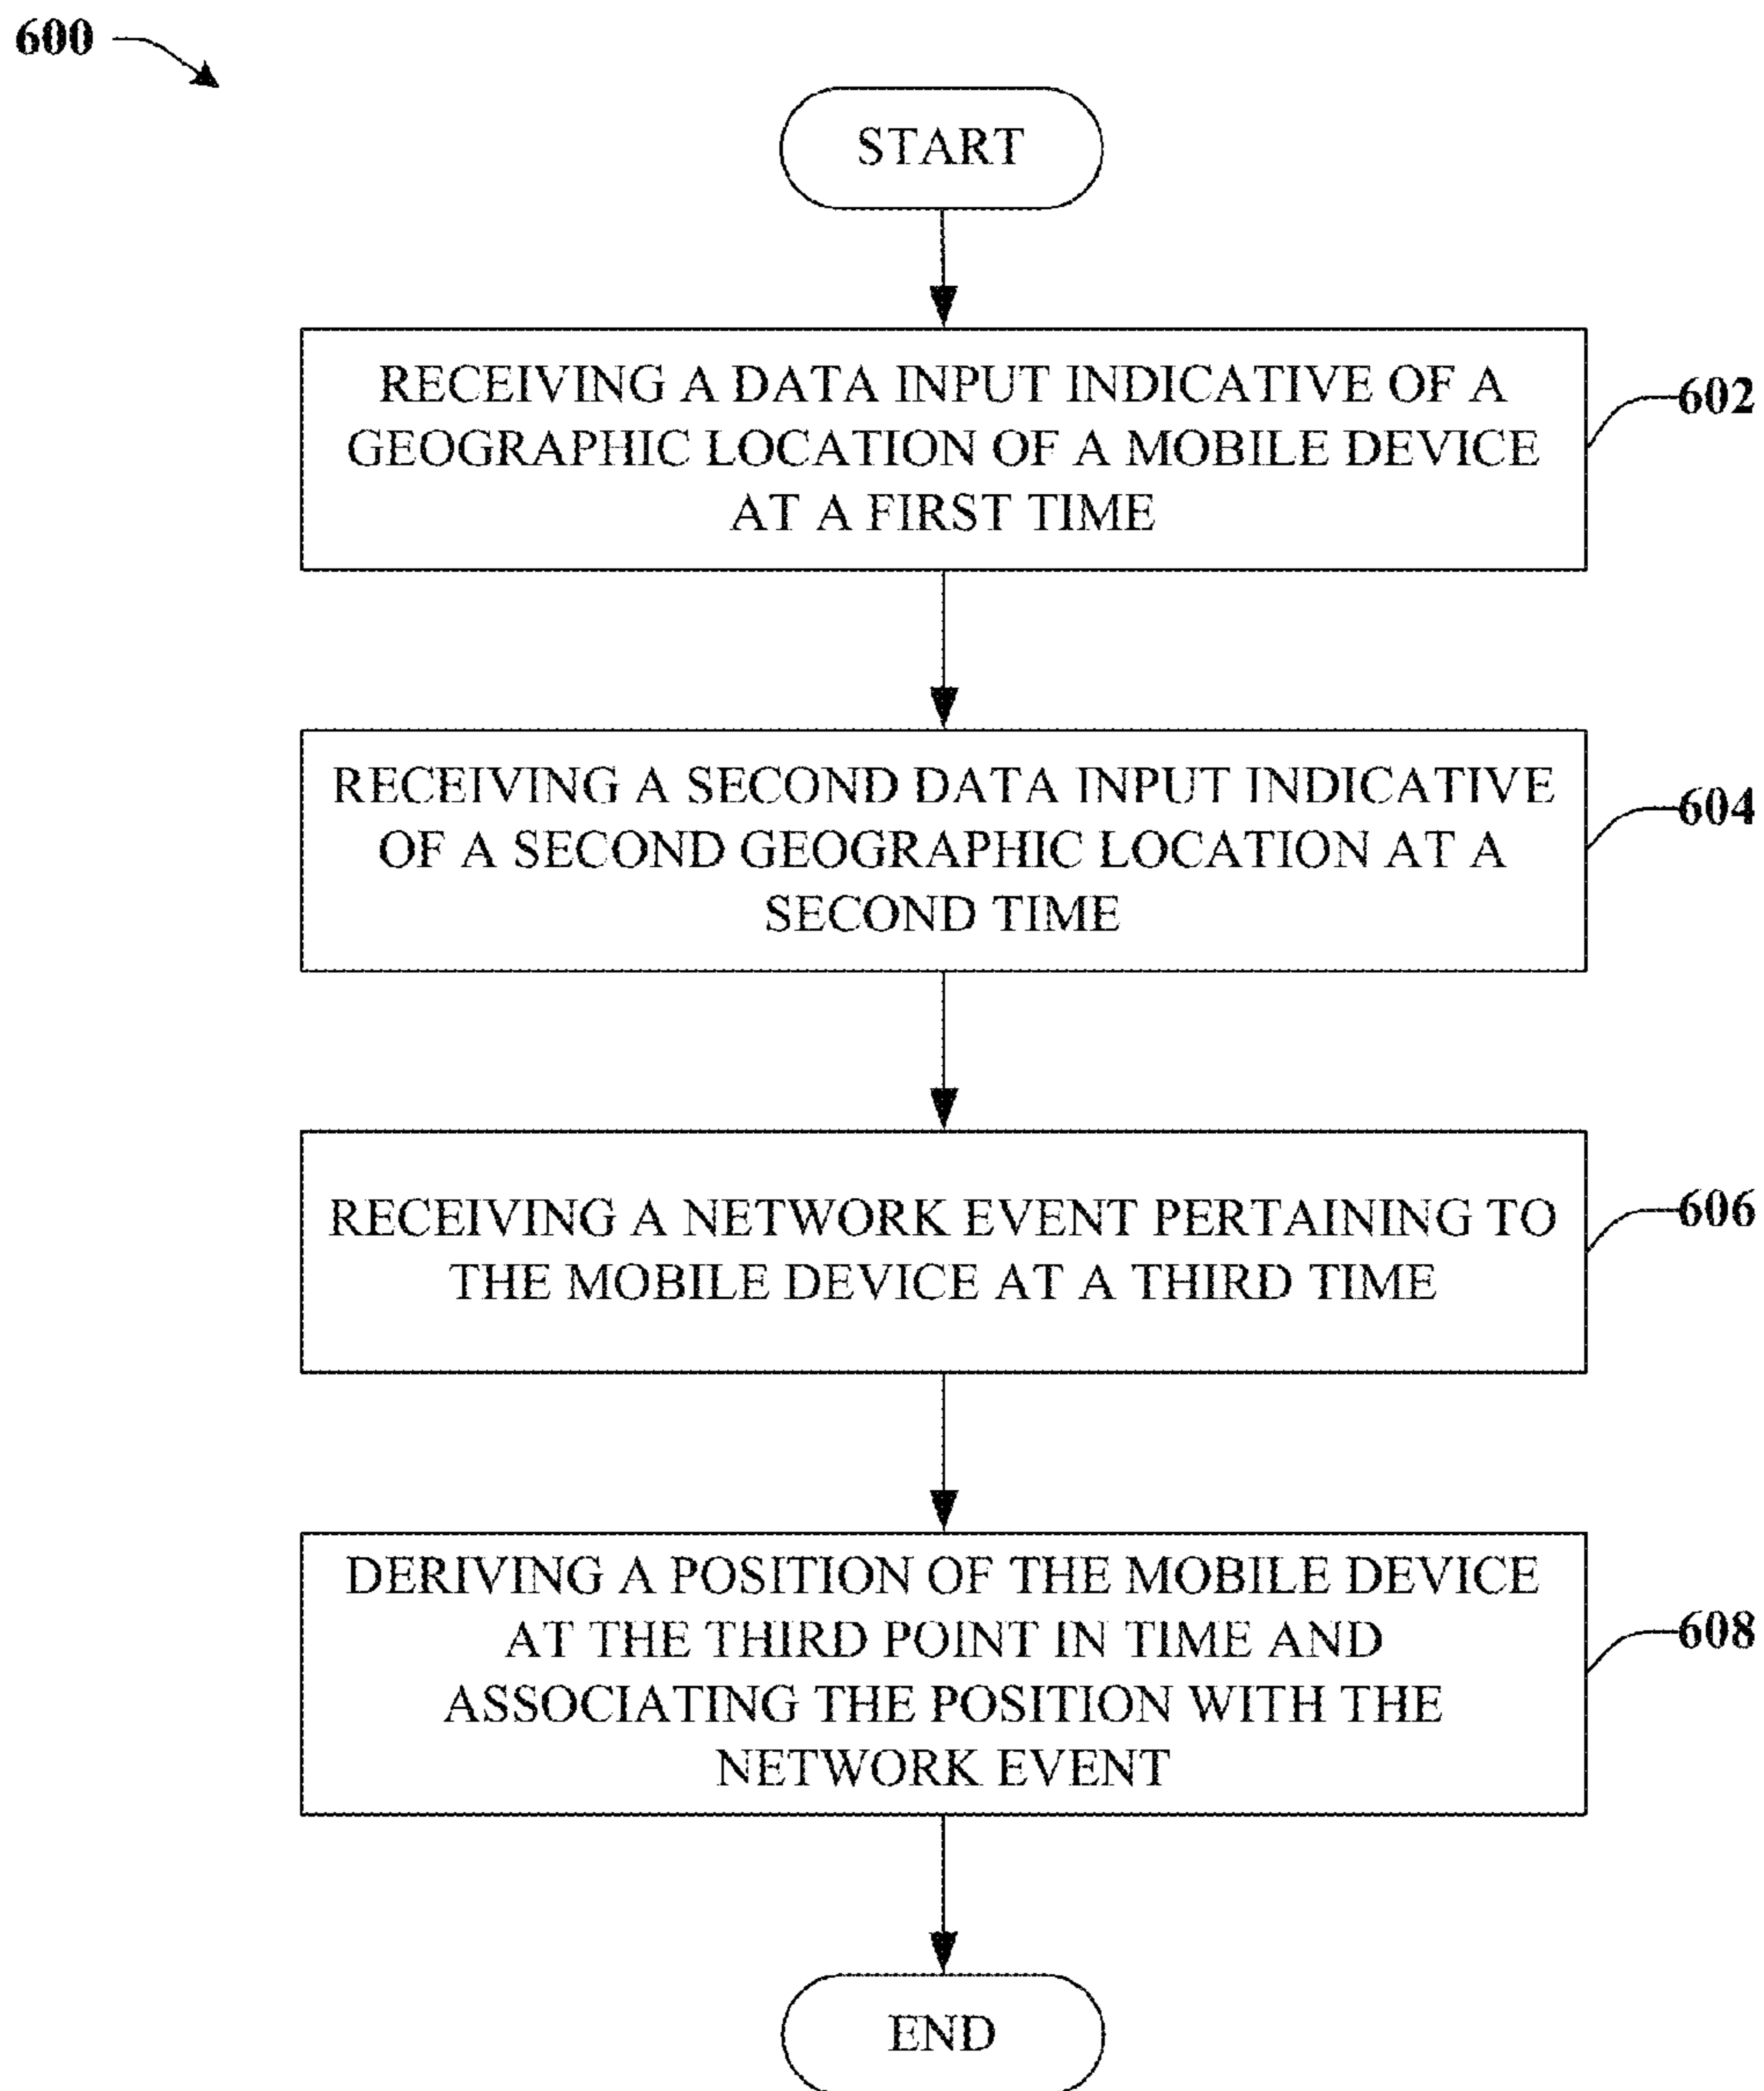 600
START
RECEIVING A DATA INPUT INDICATIVE OF A
GEOGRAPHIC LOCATION OF A MOBILE DEVICE
AT A FIRST TIME
602
RECEIVING A SECOND DATA INPUT INDICATIVE
OF A SECOND GEOGRAPHIC LOCATION AT A
SECOND TIME
604
RECEIVING A NETWORK EVENT PERTAINING TO
THE MOBILE DEVICE AT A THIRD TIME
606
DERIVING A POSITION OF THE MOBILE DEVICE
AT THE THIRD POINT IN TIME AND
ASSOCIATING THE POSITION WITH THE
NETWORK EVENT
608
END